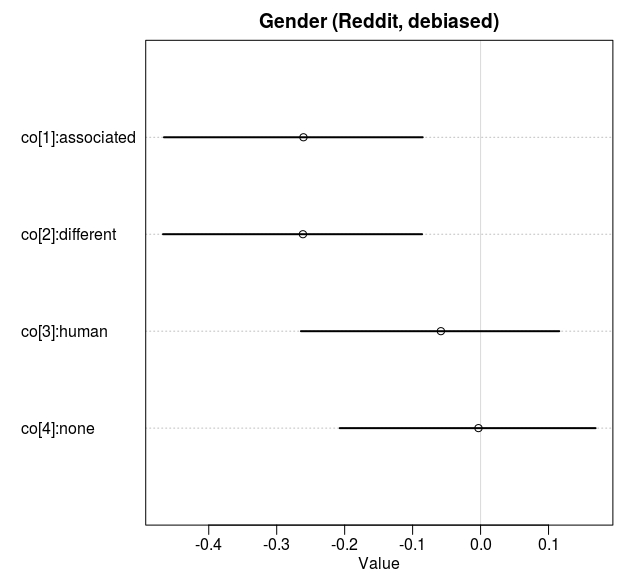 Gender (Reddit, debiased)
co[1]:associated
co[2]:different
co[3]:human
co[4]:none
-0.4 -0.3 -0.2 -0.1 0.0 0.1
Value